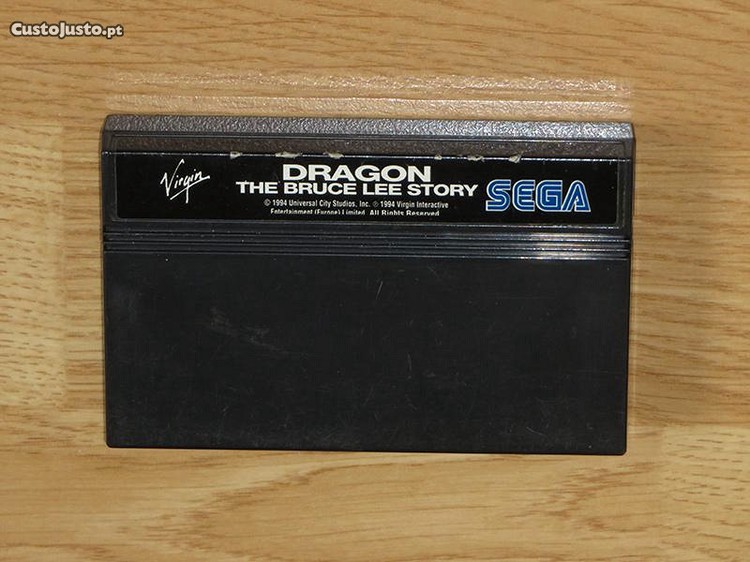 CustoJusto.pt
Virgin
DRAGON
THE BRUCE LEE STORY
SEGA
© 1994 Universal City Studios, Inc. ℗ 1994 Virgin Interactive
Entertainment (Europe) Limited. All Rights Reserved